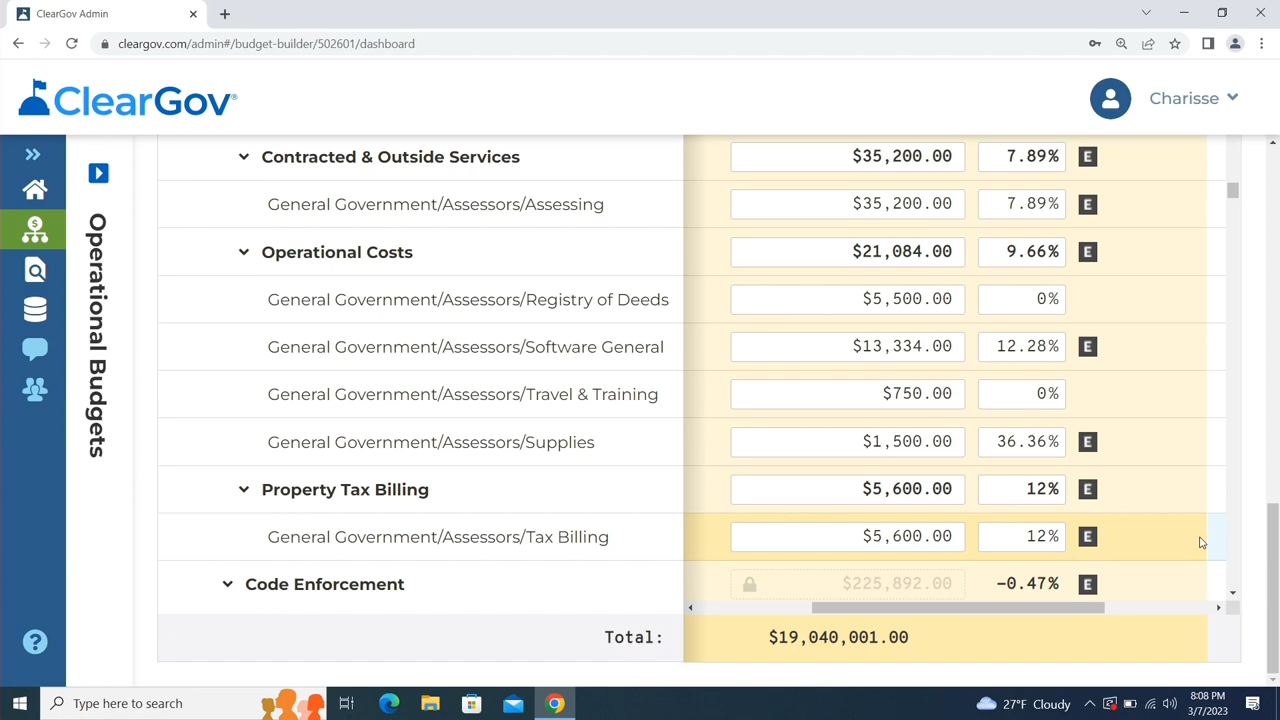 ClearGov Admin
cleargov.com/admin#/budget-builder/502601/dashboard
ClearGov®
Charisse
Operational Budgets
Contracted & Outside Services $35,200.00 7.89% E
General Government/Assessors/Assessing $35,200.00 7.89% E
Operational Costs $21,084.00 9.66% E
General Government/Assessors/Registry of Deeds $5,500.00 0%
General Government/Assessors/Software General $13,334.00 12.28% E
General Government/Assessors/Travel & Training $750.00 0%
General Government/Assessors/Supplies $1,500.00 36.36% E
Property Tax Billing $5,600.00 12% E
General Government/Assessors/Tax Billing $5,600.00 12% E
Code Enforcement $225,892.00 -0.47% E
Total: $19,040,001.00
Type here to search
27°F Cloudy
8:08 PM
3/7/2023